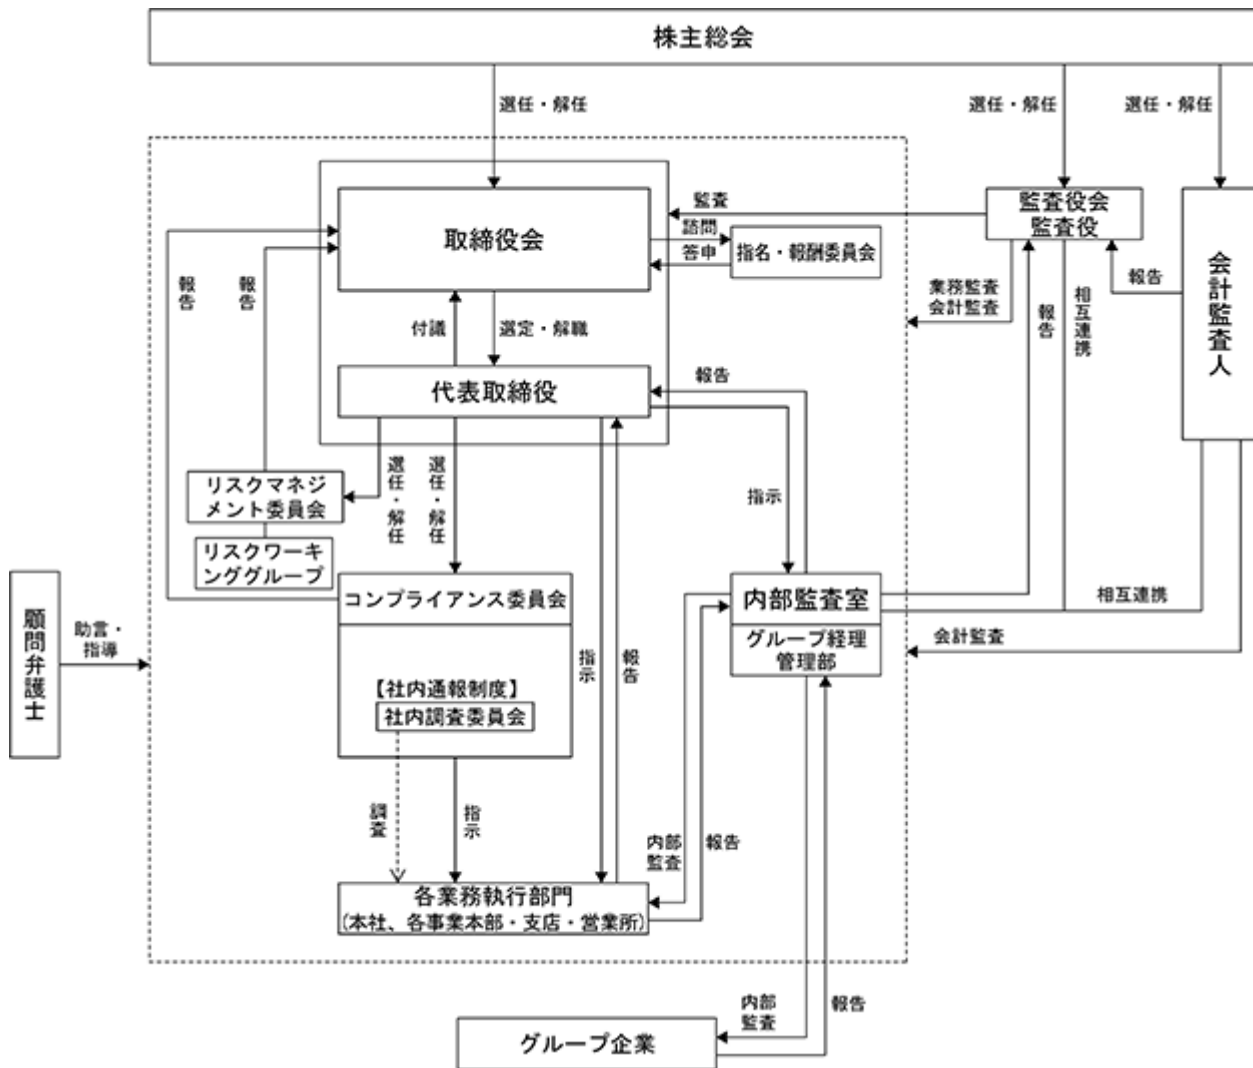 株主総会
選任・解任
選任・解任
選任・解任
監査役会
監査役
会計監査人
取締役会
監査
諮問
答申
指名・報酬委員会
報告
報告
業務監査
会計監査
報告
相互連携
報告
付議
選定・解職
代表取締役
報告
選任・解任
選任・解任
指示
リスクマネジ
メント委員会
リスクワーキ
ンググループ
コンプライアンス委員会
内部監査室
グループ経理
管理部
相互連携
会計監査
顧問弁護士
助言・
指導
指示
報告
【社内通報制度】
社内調査委員会
調査
指示
内部
監査
報告
各業務執行部門
(本社、各事業本部・支店・営業所)
内部
監査
報告
グループ企業